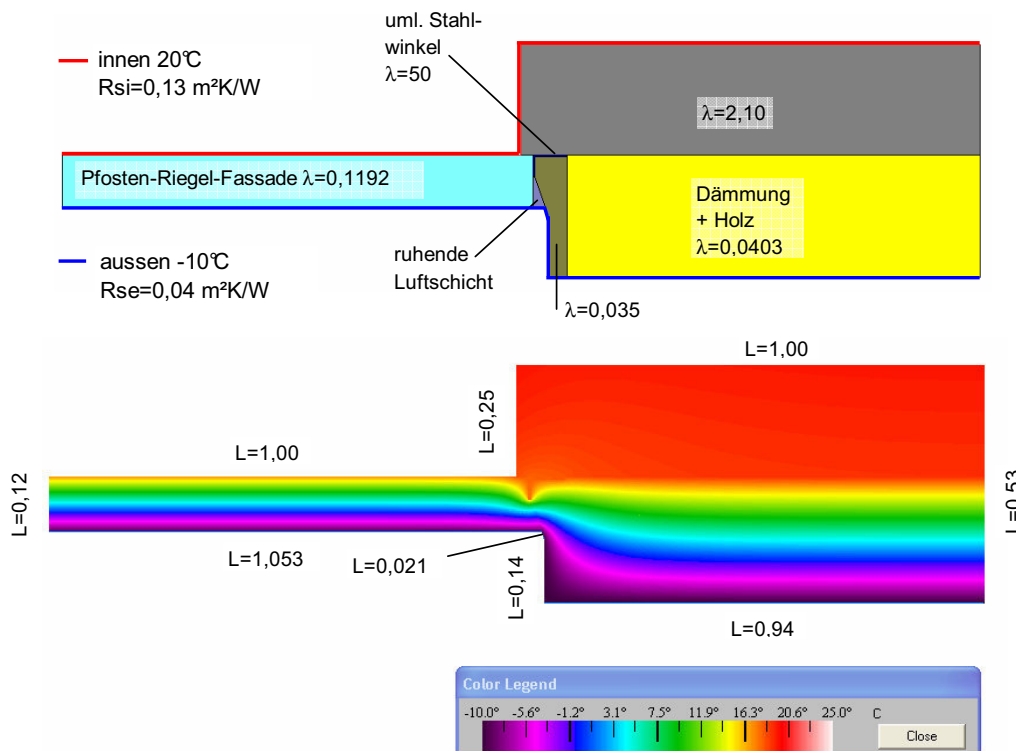 uml. Stahl-
winkel
λ=50
innen 20°C
Rsi=0,13 m²K/W
λ=2,10
Pfosten-Riegel-Fassade λ=0,1192
Dämmung
+ Holz
λ=0,0403
aussen -10°C
Rse=0,04 m²K/W
ruhende
Luftschicht
λ=0,035
L=1,00
L=0,25
L=1,00
L=0,12
L=0,53
L=1,053
L=0,021
L=0,14
L=0,94
Color Legend
-10.0° -5.6° -1.2° 3.1° 7.5° 11.9° 16.3° 20.6° 25.0° C
Close